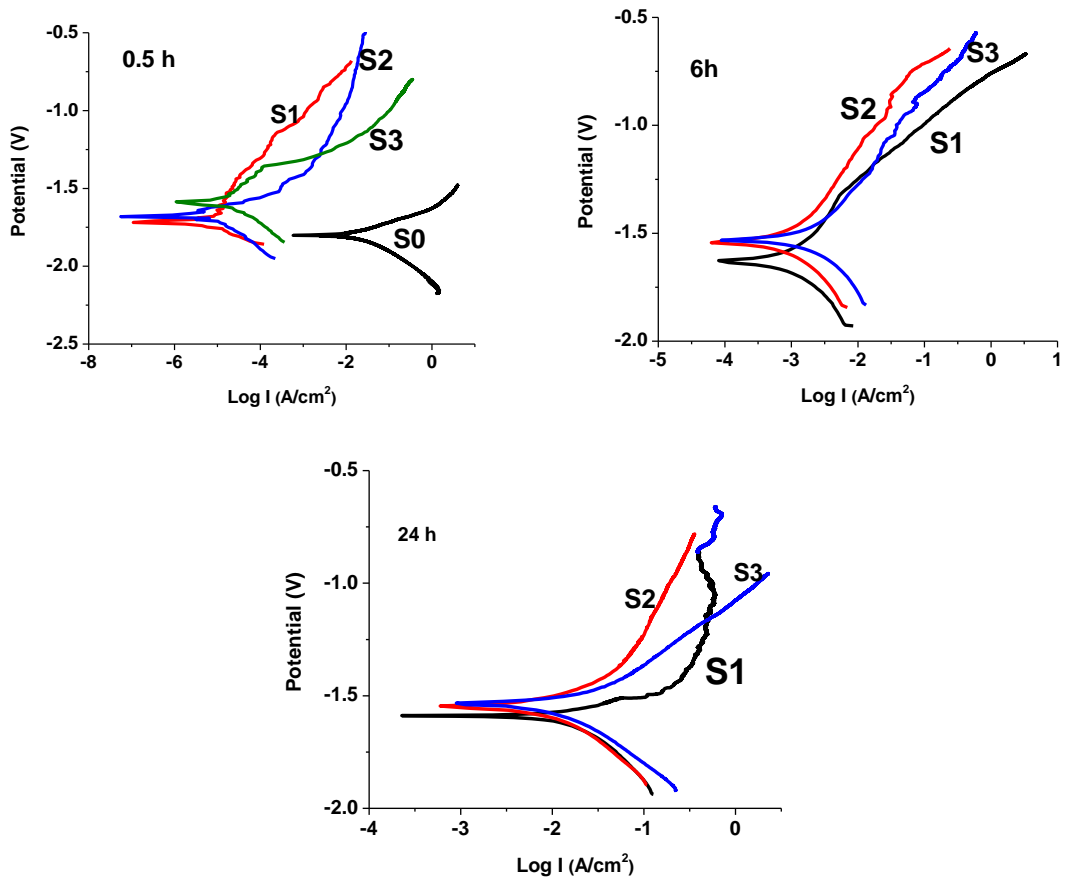 0.5 h
S1
S2
S3
S0
Potential (V)
-0.5
-1.0
-1.5
-2.0
-2.5
-8
-6
-4
-2
0
Log I (A/cm²)
6h
S3
S2
S1
Potential (V)
-0.5
-1.0
-1.5
-2.0
-5
-4
-3
-2
-1
0
1
Log I (A/cm²)
24 h
S2
S3
S1
Potential (V)
-0.5
-1.0
-1.5
-2.0
-4
-3
-2
-1
0
Log I (A/cm²)